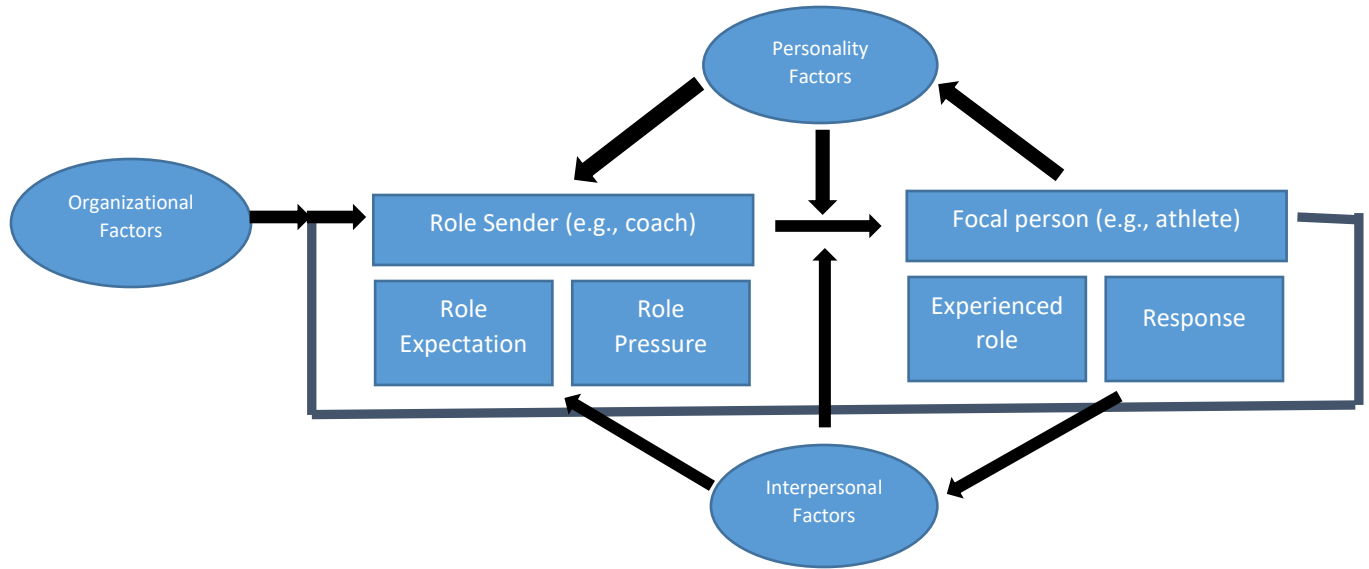 Personality
Factors
Organizational
Factors
Role Sender (e.g., coach)
Focal person (e.g., athlete)
Role
Expectation
Role
Pressure
Experienced
role
Response
Interpersonal
Factors